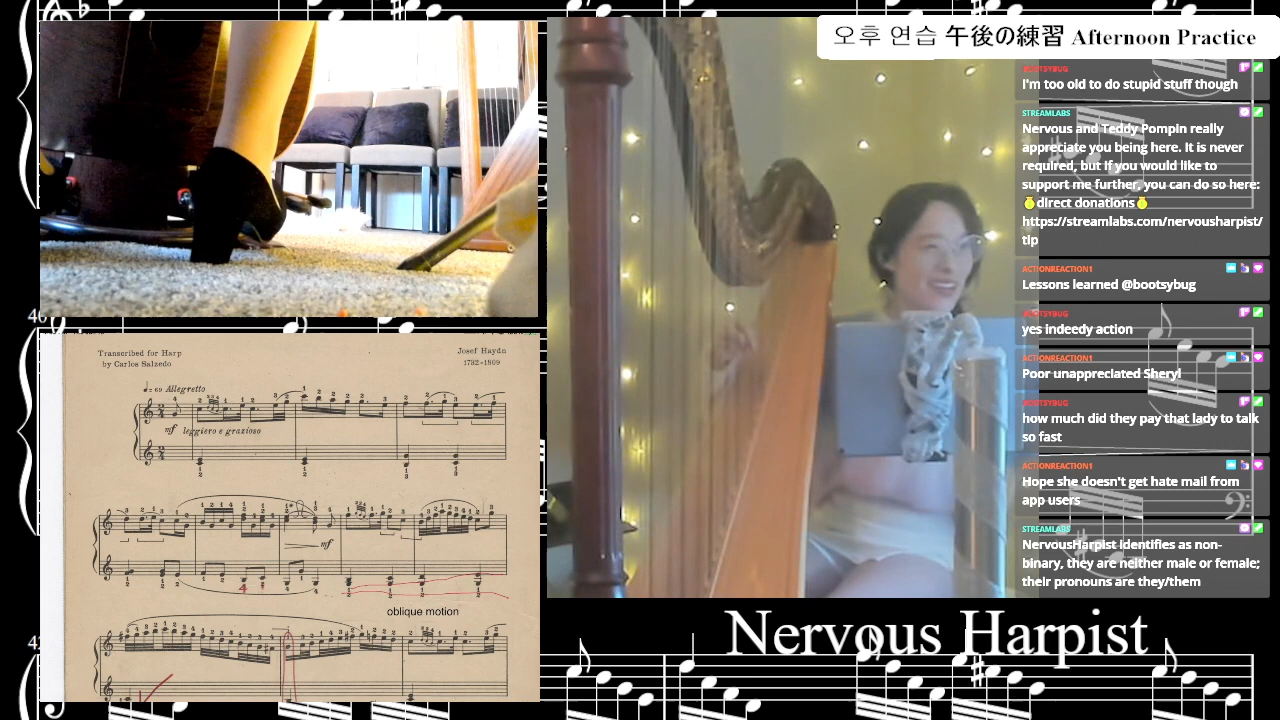 오후 연습 午後の練習 Afternoon Practice
BOOTSYBUG
I'm too old to do stupid stuff though
STREAMLABS
Nervous and Teddy Pompin really
appreciate you being here. It is never
required, but if you would like to
support me further, you can do so here:
💰direct donations💰
https://streamlabs.com/nervousharpist/
tip
ACTIONREACTION1
Lessons learned @bootsybug
BOOTSYBUG
yes indeedy action
ACTIONREACTION1
Poor unappreciated Sheryl
BOOTSYBUG
how much did they pay that lady to talk
so fast
ACTIONREACTION1
Hope she doesn't get hate mail from
app users
STREAMLABS
NervousHarpist identifies as non-
binary, they are neither male or female;
their pronouns are they/them
Transcribed for Harp
by Carlos Salzedo
Josef Haydn
1732-1809
♩= 69 Allegretto
mf leggiero e grazioso
mf
oblique motion
Nervous Harpist